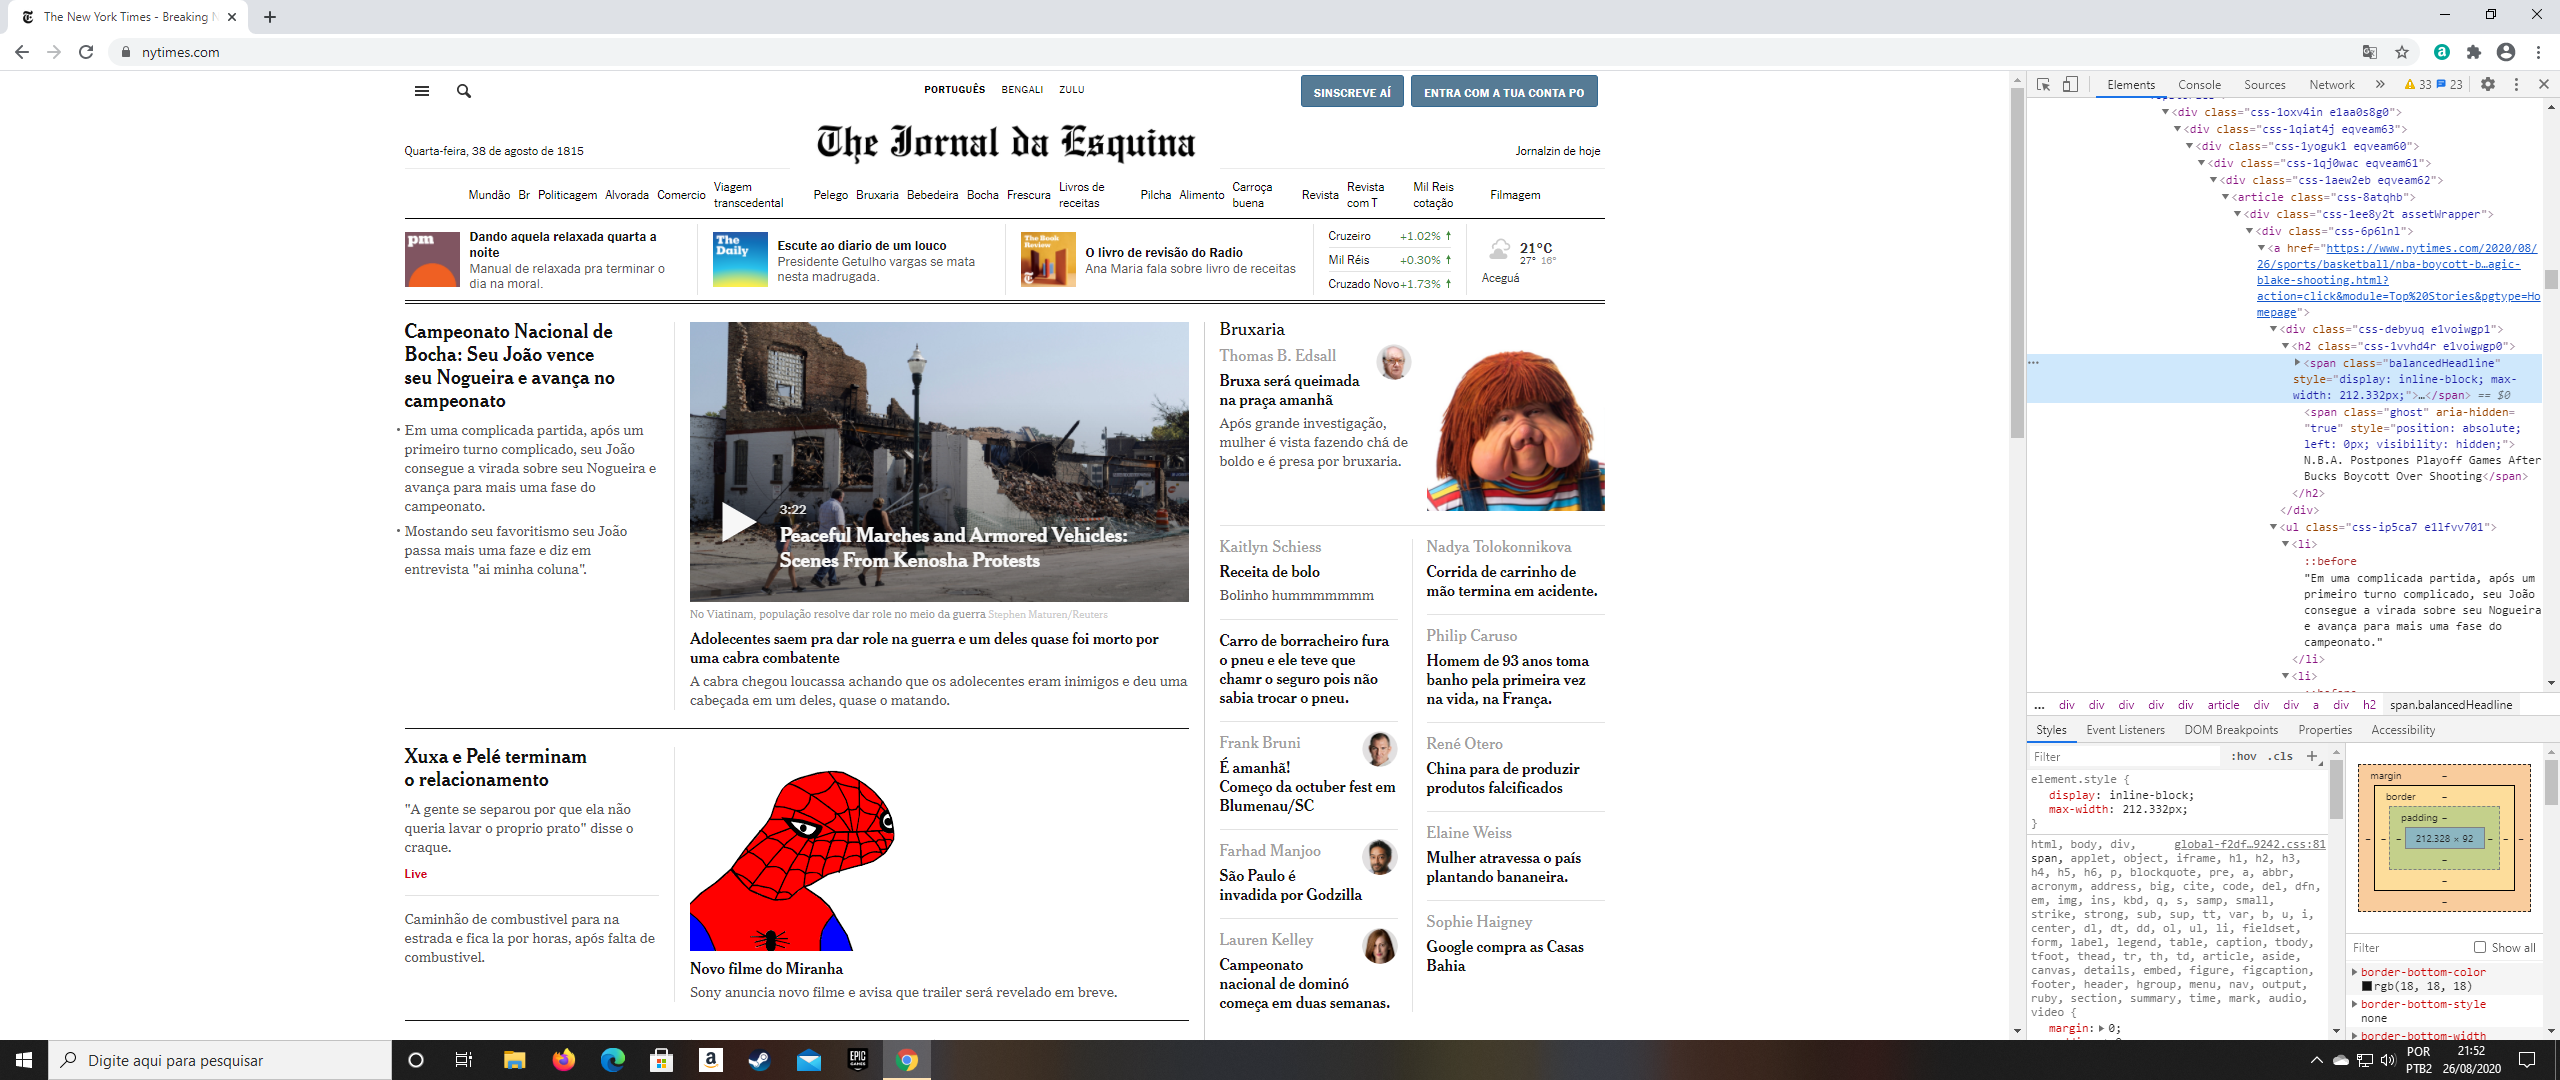 The New York Times - Breaking N
nytimes.com
PORTUGUÊS BENGALI ZULU
SINSCREVE AÍ
ENTRA COM A TUA CONTA PO
Quarta-feira, 38 de agosto de 1815
The Jornal da Esquina
Jornalzin de hoje
Mundão Br Politicagem Alvorada Comercio Viagem transcedental Pelego Bruxaria Bebedeira Bocha Frescura Livros de receitas Pilcha Alimento Carroça buena Revista Revista com T Mil Reis cotação Filmagem
pm
Dando aquela relaxada quarta a
noite
Manual de relaxada pra terminar o
dia na moral.
The Daily
Escute ao diario de um louco
Presidente Getulho vargas se mata
nesta madrugada.
The Book Review
O livro de revisão do Radio
Ana Maria fala sobre livro de receitas
Cruzeiro +1.02% ↑
Mil Réis +0.30% ↑
Cruzado Novo +1.73% ↑
21°C
27° 16°
Aceguá
Campeonato Nacional de
Bocha: Seu João vence
seu Nogueira e avança no
campeonato
• Em uma complicada partida, após um
primeiro turno complicado, seu João
consegue a virada sobre seu Nogueira e
avança para mais uma fase do
campeonato.
• Mostando seu favoritismo seu João
passa mais uma faze e diz em
entrevista "ai minha coluna".
3:22
Peaceful Marches and Armored Vehicles:
Scenes From Kenosha Protests
No Viatinam, população resolve dar role no meio da guerra Stephen Maturen/Reuters
Adolecentes saem pra dar role na guerra e um deles quase foi morto por
uma cabra combatente
A cabra chegou loucassa achando que os adolecentes eram inimigos e deu uma
cabeçada em um deles, quase o matando.
Xuxa e Pelé terminam
o relacionamento
"A gente se separou por que ela não
queria lavar o proprio prato" disse o
craque.
Live
Caminhão de combustivel para na
estrada e fica la por horas, após falta de
combustivel.
Novo filme do Miranha
Sony anuncia novo filme e avisa que trailer será revelado em breve.
Bruxaria
Thomas B. Edsall
Bruxa será queimada
na praça amanhã
Após grande investigação,
mulher é vista fazendo chá de
boldo e é presa por bruxaria.
Kaitlyn Schiess
Receita de bolo
Bolinho hummmmmmm
Carro de borracheiro fura
o pneu e ele teve que
chamr o seguro pois não
sabia trocar o pneu.
Frank Bruni
É amanhã!
Começo da octuber fest em
Blumenau/SC
Farhad Manjoo
São Paulo é
invadida por Godzilla
Lauren Kelley
Campeonato
nacional de dominó
começa em duas semanas.
Nadya Tolokonnikova
Corrida de carrinho de
mão termina em acidente.
Philip Caruso
Homem de 93 anos toma
banho pela primeira vez
na vida, na França.
René Otero
China para de produzir
produtos falcificados
Elaine Weiss
Mulher atravessa o país
plantando bananeira.
Sophie Haigney
Google compra as Casas
Bahia
Elements Console Sources Network » 33 23
<div class="css-1oxv4in e1aa0s8g0">
<div class="css-1qiat4j eqveam63">
<div class="css-1yoguk1 eqveam60">
<div class="css-1qj0wac eqveam61">
<div class="css-1aew2eb eqveam62">
<article class="css-8atqhb">
<div class="css-1ee8y2t assetWrapper">
<div class="css-6p6lnl">
<a href="https://www.nytimes.com/2020/08/
26/sports/basketball/nba-boycott-b…agic-
blake-shooting.html?
action=click&module=Top%20Stories&pgtype=Ho
mepage">
<div class="css-debyuq e1voiwgp1">
<h2 class="css-1vvhd4r e1voiwgp0">
<span class="balancedHeadline"
style="display: inline-block; max-
width: 212.332px;">…</span> == $0
<span class="ghost" aria-hidden=
"true" style="position: absolute;
left: 0px; visibility: hidden;">
N.B.A. Postpones Playoff Games After
Bucks Boycott Over Shooting</span>
</h2>
</div>
<ul class="css-ip5ca7 e1lfvv701">
<li>
::before
"Em uma complicada partida, após um
primeiro turno complicado, seu João
consegue a virada sobre seu Nogueira
e avança para mais uma fase do
campeonato."
</li>
<li>
... div div div div div article div div a div h2 span.balancedHeadline
Styles Event Listeners DOM Breakpoints Properties Accessibility
Filter :hov .cls +
element.style {
display: inline-block;
max-width: 212.332px;
}
html, body, div, global-f2df…9242.css:81
span, applet, object, iframe, h1, h2, h3,
h4, h5, h6, p, blockquote, pre, a, abbr,
acronym, address, big, cite, code, del, dfn,
em, img, ins, kbd, q, s, samp, small,
strike, strong, sub, sup, tt, var, b, u, i,
center, dl, dt, dd, ol, ul, li, fieldset,
form, label, legend, table, caption, tbody,
tfoot, thead, tr, th, td, article, aside,
canvas, details, embed, figure, figcaption,
footer, header, hgroup, menu, nav, output,
ruby, section, summary, time, mark, audio,
video {
margin: 0;
margin –
border –
padding –
212.328 × 92
Filter Show all
border-bottom-color
rgb(18, 18, 18)
border-bottom-style
none
border-bottom-width
Digite aqui para pesquisar
EPIC GAMES
POR
PTB2
21:52
26/08/2020